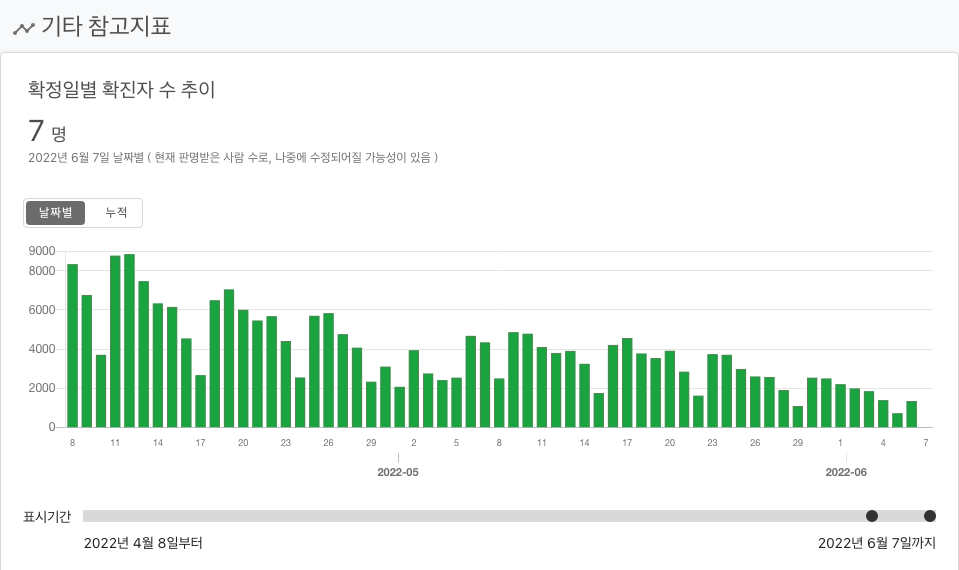 기타 참고지표
확정일별 확진자 수 추이
7 명
2022년 6월 7일 날짜별 ( 현재 판명받은 사람 수로, 나중에 수정되어질 가능성이 있음 )
날짜별 누적
9000
8000
6000
4000
2000
0
8 11 14 17 20 23 26 29 2 5 8 11 14 17 20 23 26 29 1 4 7
2022-05 2022-06
표시기간
2022년 4월 8일부터 2022년 6월 7일까지